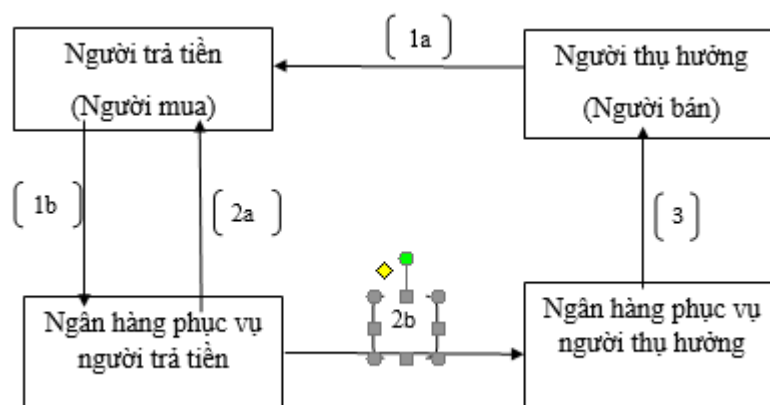 Người trả tiền
(Người mua)
1a
Người thụ hưởng
(Người bán)
1b
2a
2b
3
Ngân hàng phục vụ
người trả tiền
Ngân hàng phục vụ
người thụ hưởng